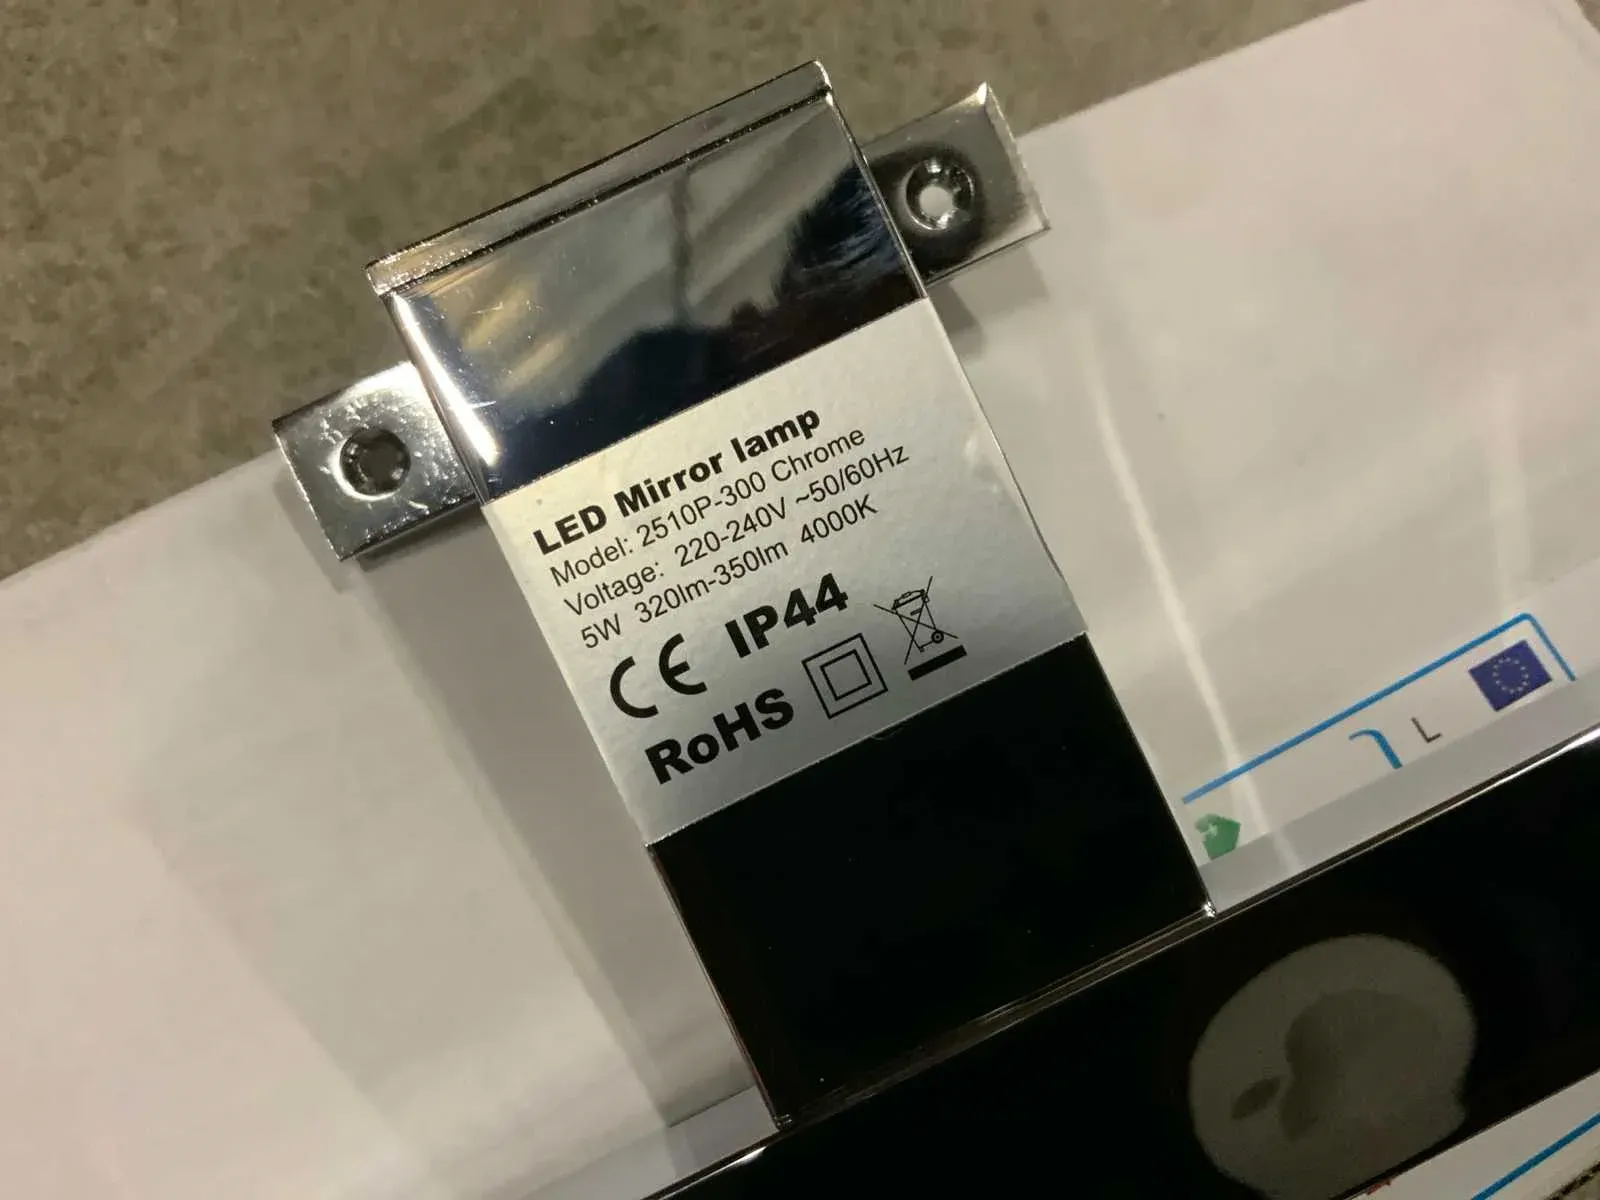 LED Mirror lamp
Model: 2510P-300 Chrome
Voltage: 220-240V ~50/60Hz
5W 320lm-350lm 4000K
CE IP44
RoHS
L